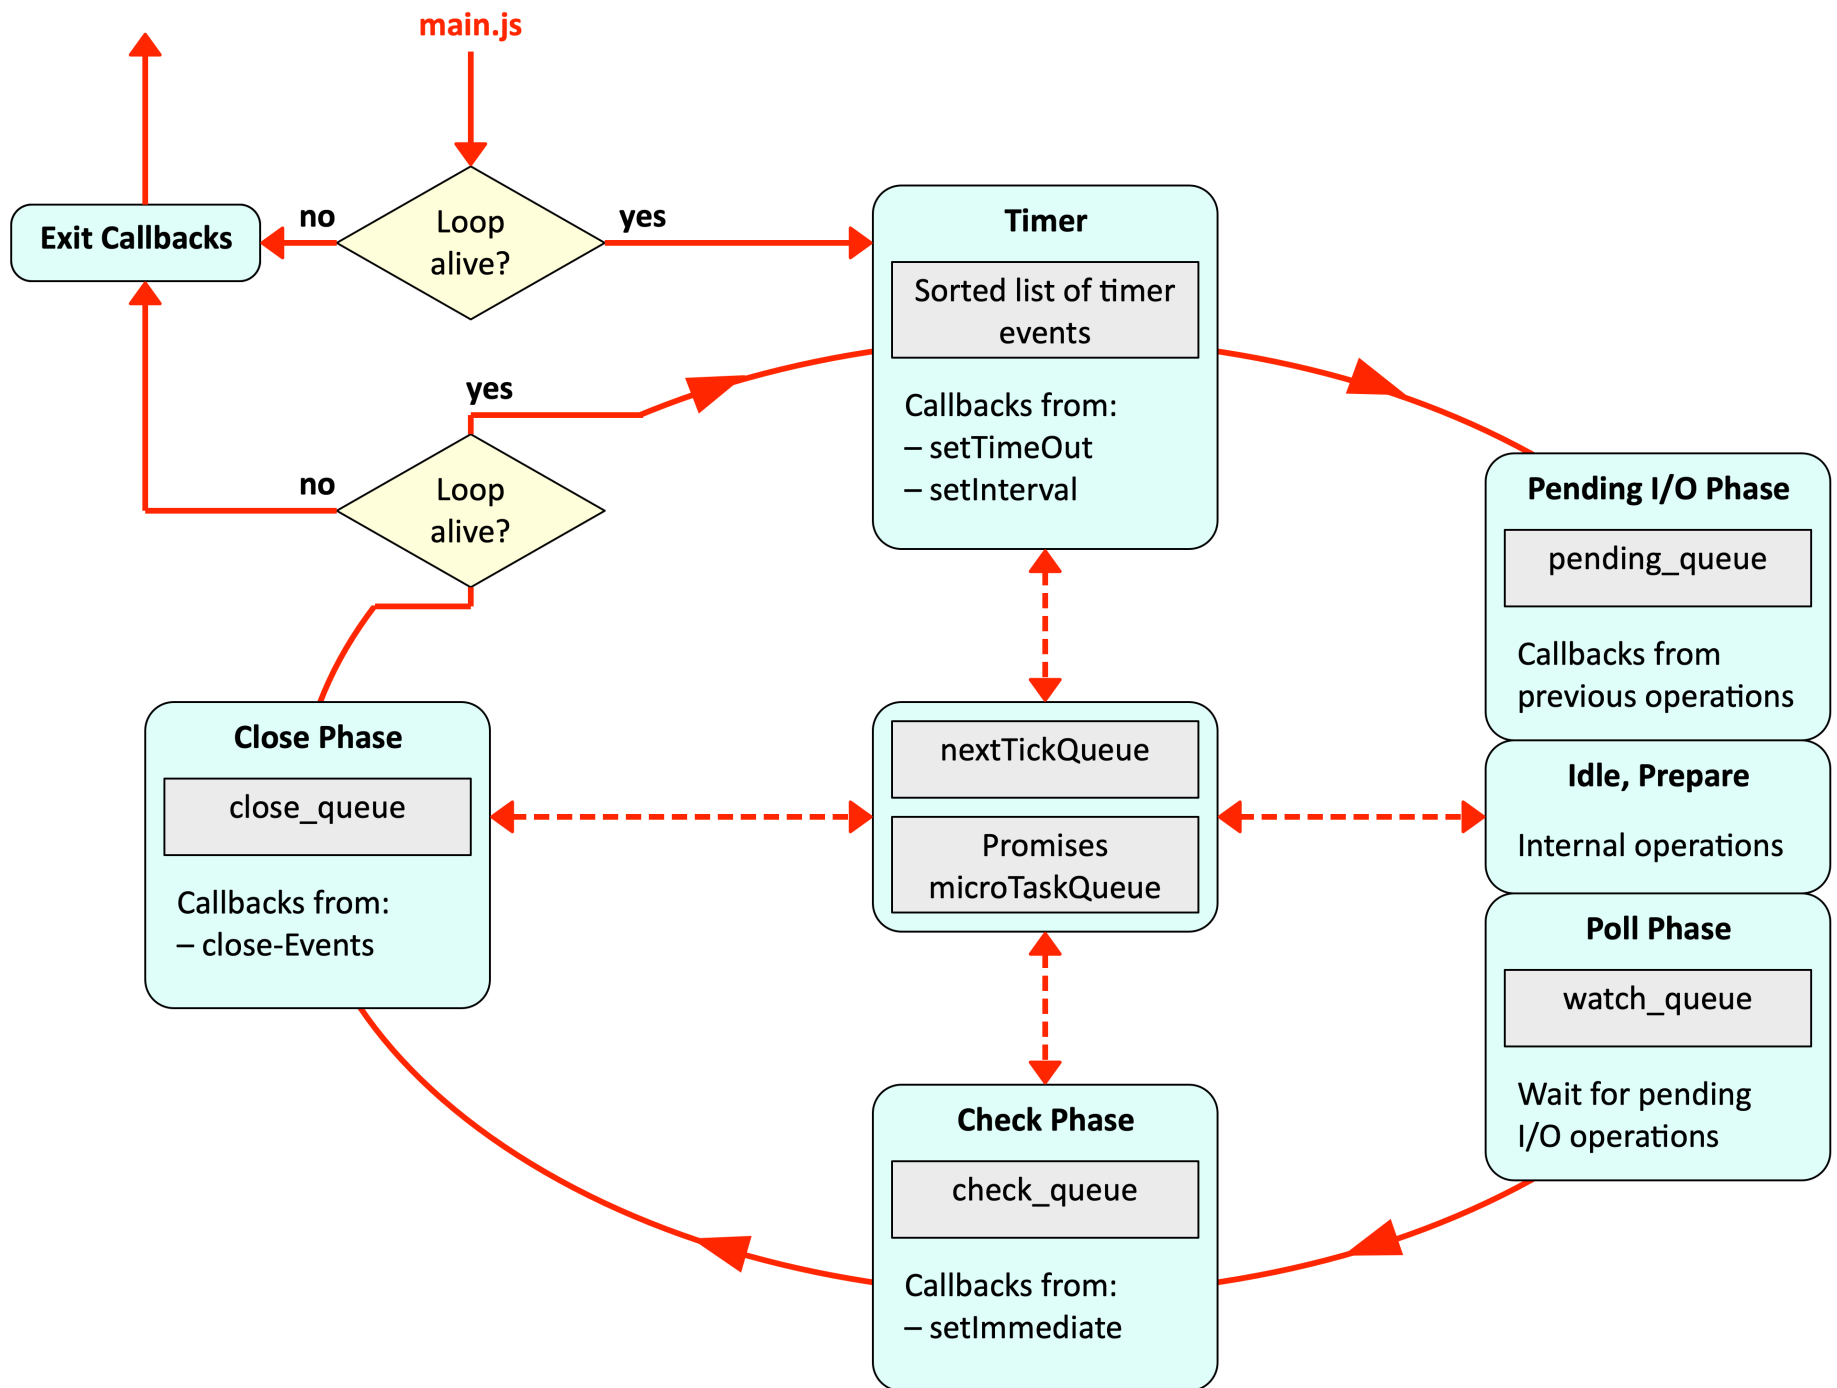 main.js
Exit Callbacks
no
Loop
alive?
yes
Timer
Sorted list of timer
events
Callbacks from:
– setTimeOut
– setInterval
yes
no
Loop
alive?
Pending I/O Phase
pending_queue
Callbacks from
previous operations
Idle, Prepare
Internal operations
Poll Phase
watch_queue
Wait for pending
I/O operations
nextTickQueue
Promises
microTaskQueue
Close Phase
close_queue
Callbacks from:
– close-Events
Check Phase
check_queue
Callbacks from:
– setImmediate